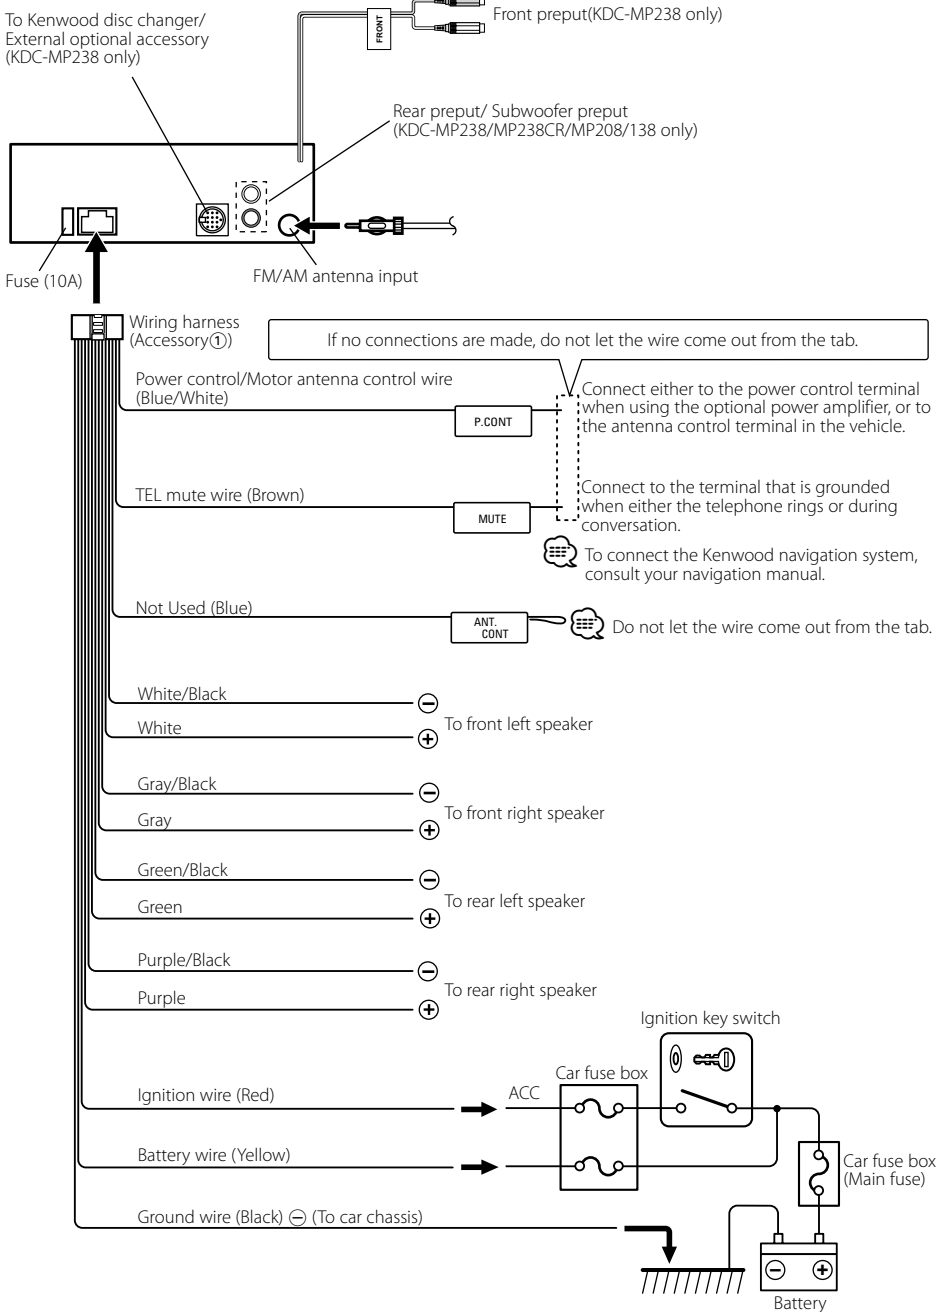 To Kenwood disc changer/
External optional accessory
(KDC-MP238 only)
FRONT
Front preput(KDC-MP238 only)
Rear preput/ Subwoofer preput
(KDC-MP238/MP238CR/MP208/138 only)
Fuse (10A)
FM/AM antenna input
Wiring harness
(Accessory①)
If no connections are made, do not let the wire come out from the tab.
Power control/Motor antenna control wire
(Blue/White)
P.CONT
Connect either to the power control terminal
when using the optional power amplifier, or to
the antenna control terminal in the vehicle.
TEL mute wire (Brown)
MUTE
Connect to the terminal that is grounded
when either the telephone rings or during
conversation.
To connect the Kenwood navigation system,
consult your navigation manual.
Not Used (Blue)
ANT.
CONT
Do not let the wire come out from the tab.
White/Black
⊖
To front left speaker
White
⊕
Gray/Black
⊖
To front right speaker
Gray
⊕
Green/Black
⊖
To rear left speaker
Green
⊕
Purple/Black
⊖
To rear right speaker
Purple
⊕
Ignition key switch
Car fuse box
Ignition wire (Red)
ACC
Battery wire (Yellow)
Car fuse box
(Main fuse)
Ground wire (Black) ⊖ (To car chassis)
⊖ ⊕
Battery